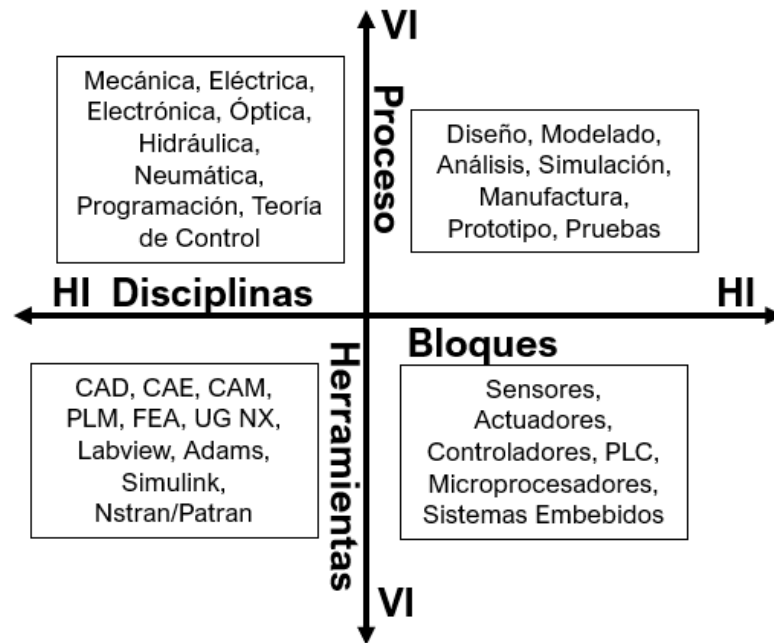 VI
Mecánica, Eléctrica,
Electrónica, Óptica,
Hidráulica,
Neumática,
Programación, Teoría
de Control
Proceso
Diseño, Modelado,
Análisis, Simulación,
Manufactura,
Prototipo, Pruebas
HI Disciplinas
HI
Bloques
Herramientas
CAD, CAE, CAM,
PLM, FEA, UG NX,
Labview, Adams,
Simulink,
Nstran/Patran
Sensores,
Actuadores,
Controladores, PLC,
Microprocesadores,
Sistemas Embebidos
VI